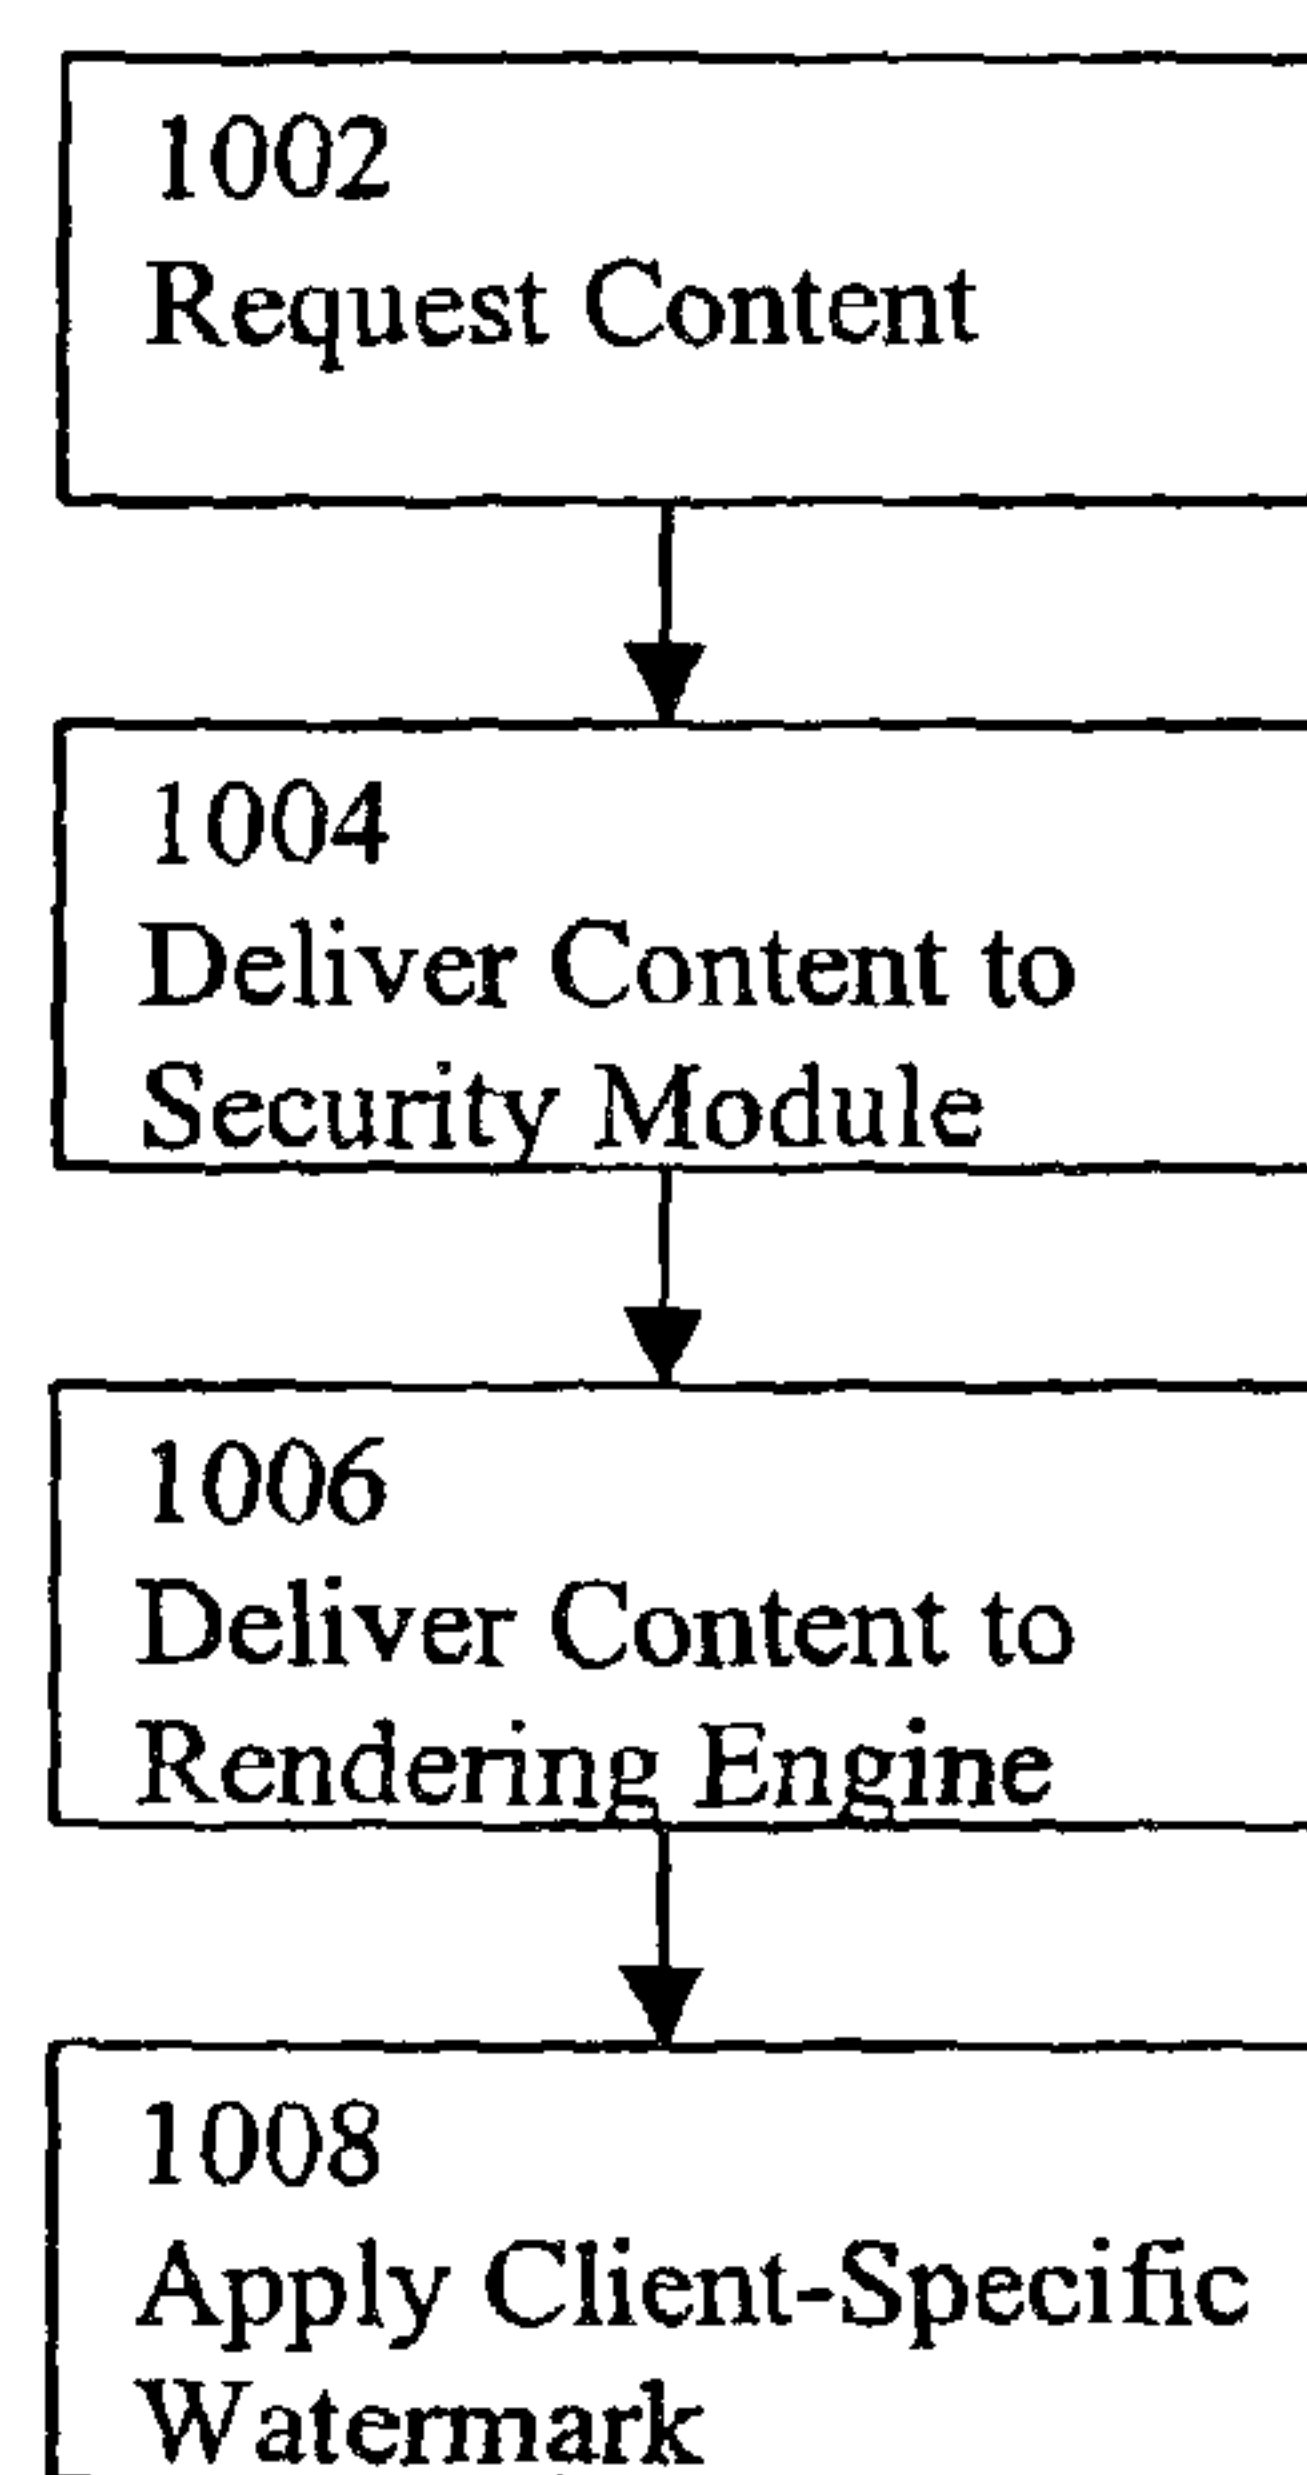 1002
Request Content
1004
Deliver Content to
Security Module
1006
Deliver Content to
Rendering Engine
1008
Apply Client-Specific
Watermark